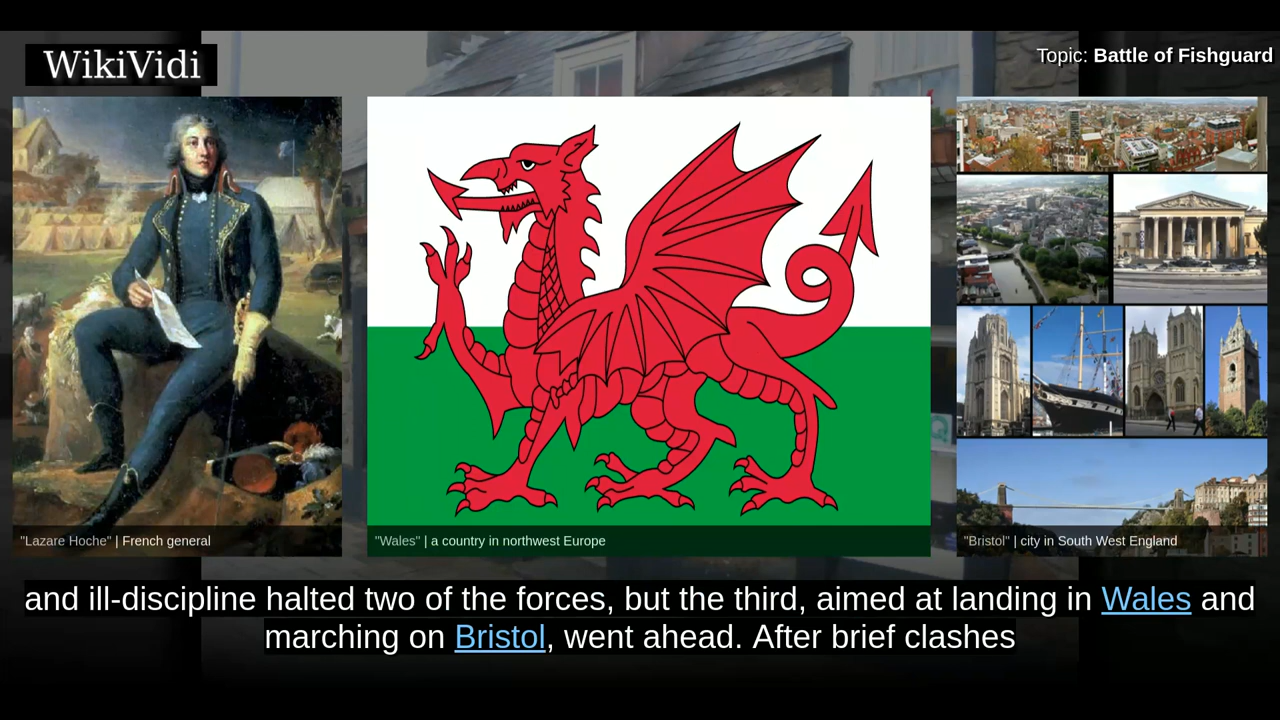 WikiVidi
Topic: Battle of Fishguard
"Lazare Hoche" | French general
"Wales" | a country in northwest Europe
"Bristol" | city in South West England
and ill-discipline halted two of the forces, but the third, aimed at landing in Wales and
marching on Bristol, went ahead. After brief clashes